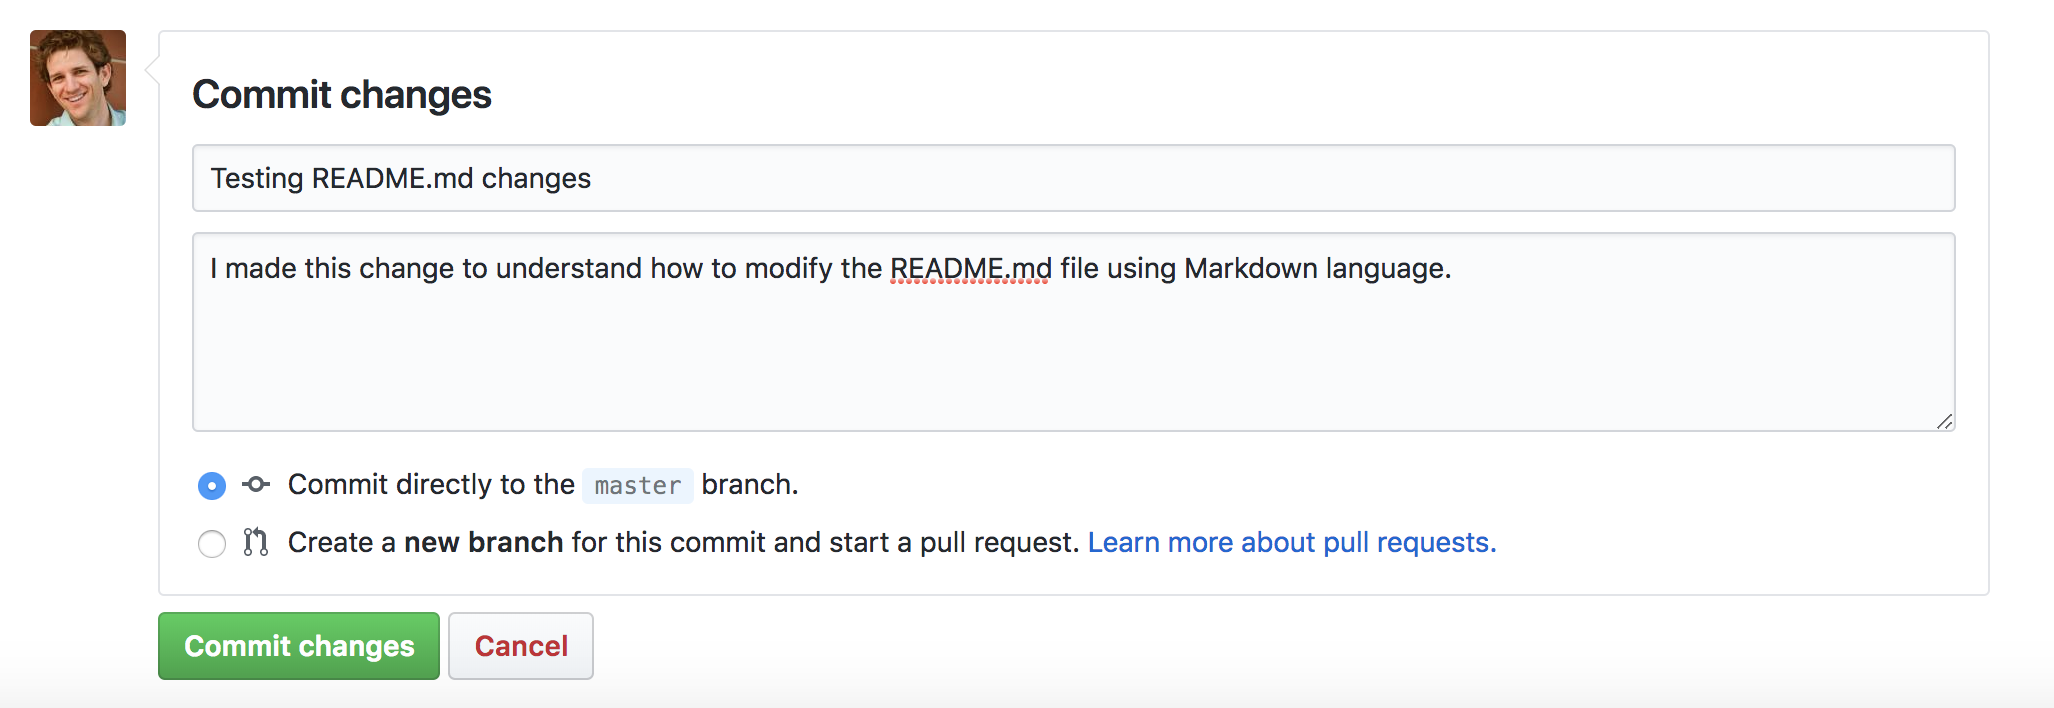 Commit changes
Testing README.md changes
I made this change to understand how to modify the README.md file using Markdown language.
Commit directly to the master branch.
Create a new branch for this commit and start a pull request. Learn more about pull requests.
Commit changes Cancel